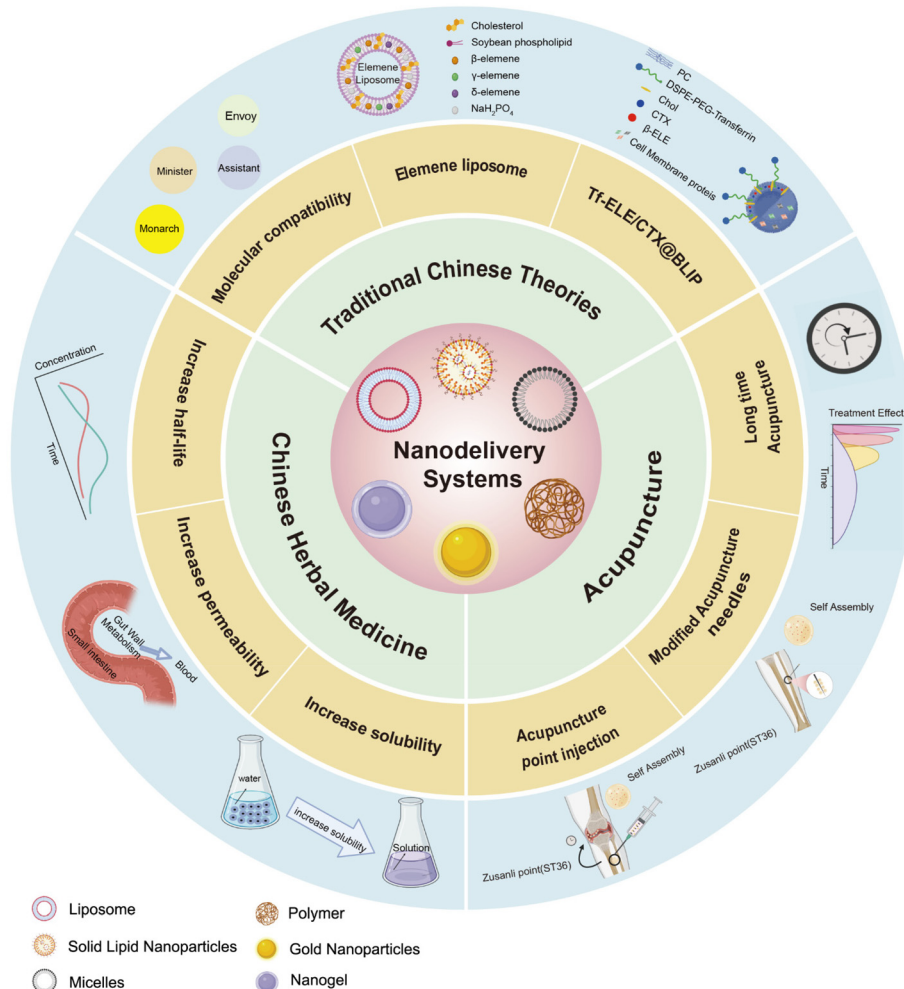 Cholesterol
Soybean phospholipid
β-elemene
γ-elemene
δ-elemene
NaH₂PO₄
Elemene
Liposome
PC
DSPE-PEG-Transferrin
Chol
CTX
β-ELE
Cell Membrane proteis
Envoy
Minister
Assistant
Monarch
Molecular compatibility
Elemene liposome
Tf-ELE/CTX@BLIP
Traditional Chinese Theories
Concentration
Time
Increase half-life
Long time
Acupuncture
Treatment Effect
Time
Nanodelivery
Systems
Chinese Herbal Medicine
Acupuncture
Increase permeability
Modified Acupuncture
needles
Self Assembly
Zusanli point(ST36)
Small intestine
Gut Wall
Metabolism
Blood
Increase solubility
Acupuncture
point injection
water
increase solubility
Solution
Self Assembly
Zusanli point(ST36)
Liposome
Polymer
Solid Lipid Nanoparticles
Gold Nanoparticles
Micelles
Nanogel